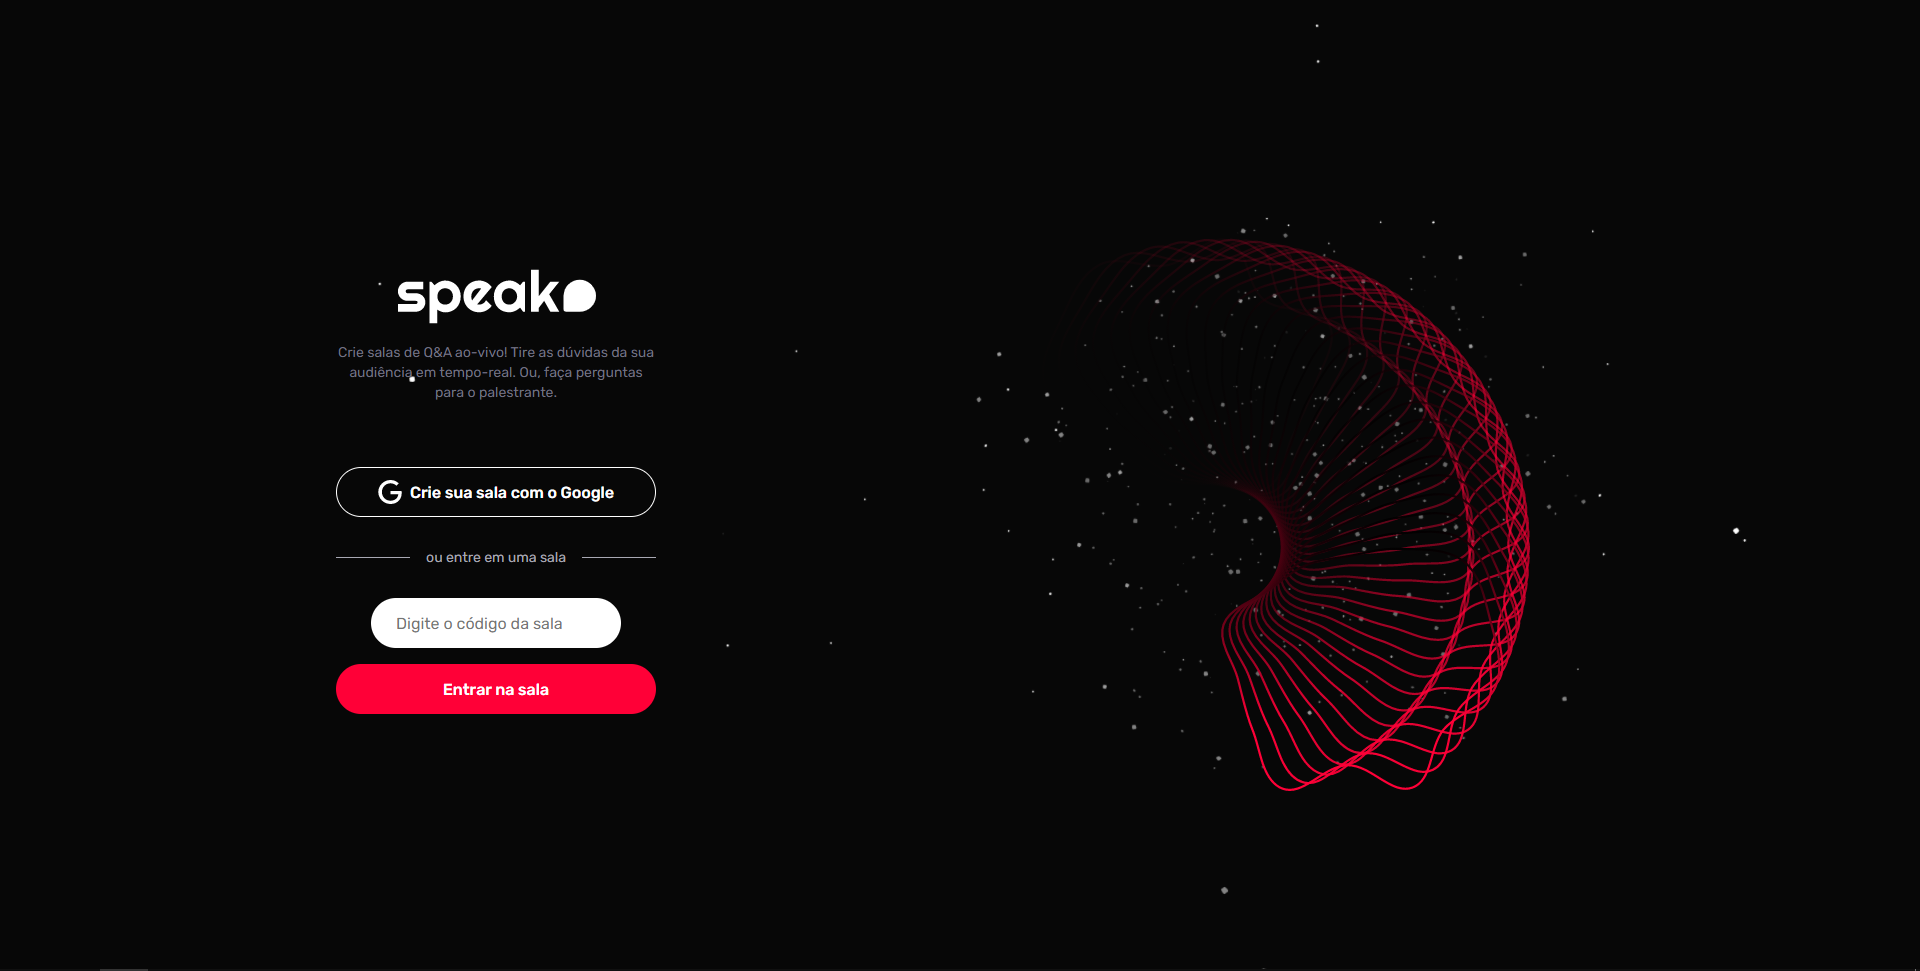 speak
Crie salas de Q&A ao-vivo! Tire as dúvidas da sua
audiência em tempo-real. Ou, faça perguntas
para o palestrante.
Crie sua sala com o Google
ou entre em uma sala
Digite o código da sala
Entrar na sala